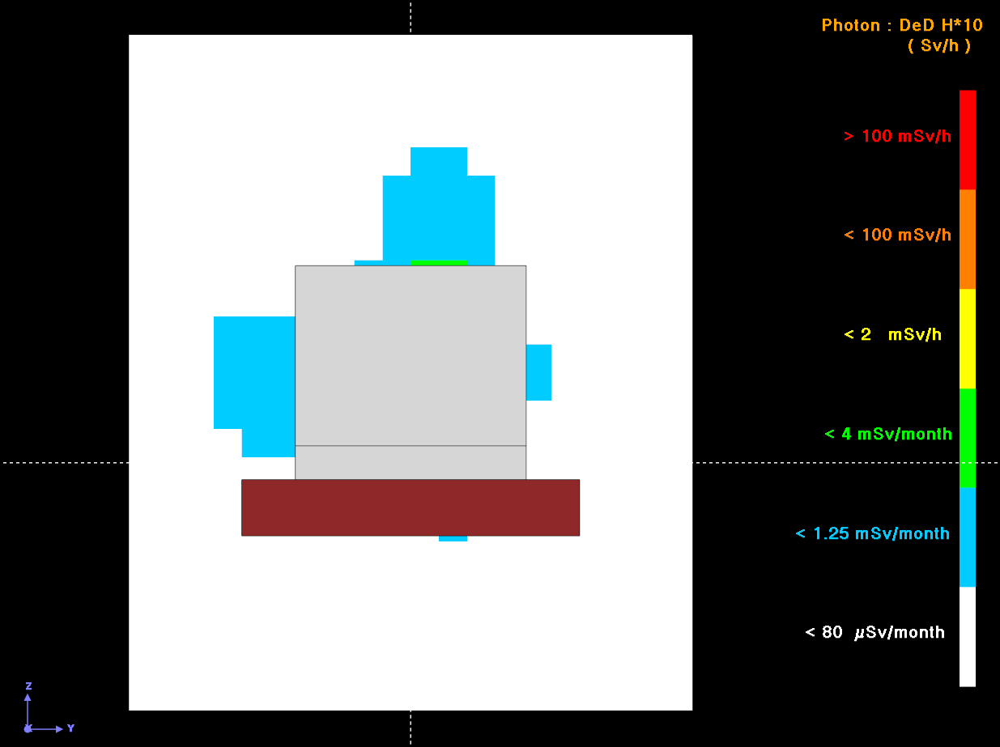 Photon : DeD H*10
( Sv/h )
> 100 mSv/h
< 100 mSv/h
< 2 mSv/h
< 4 mSv/month
< 1.25 mSv/month
< 80 µSv/month
Z
X Y